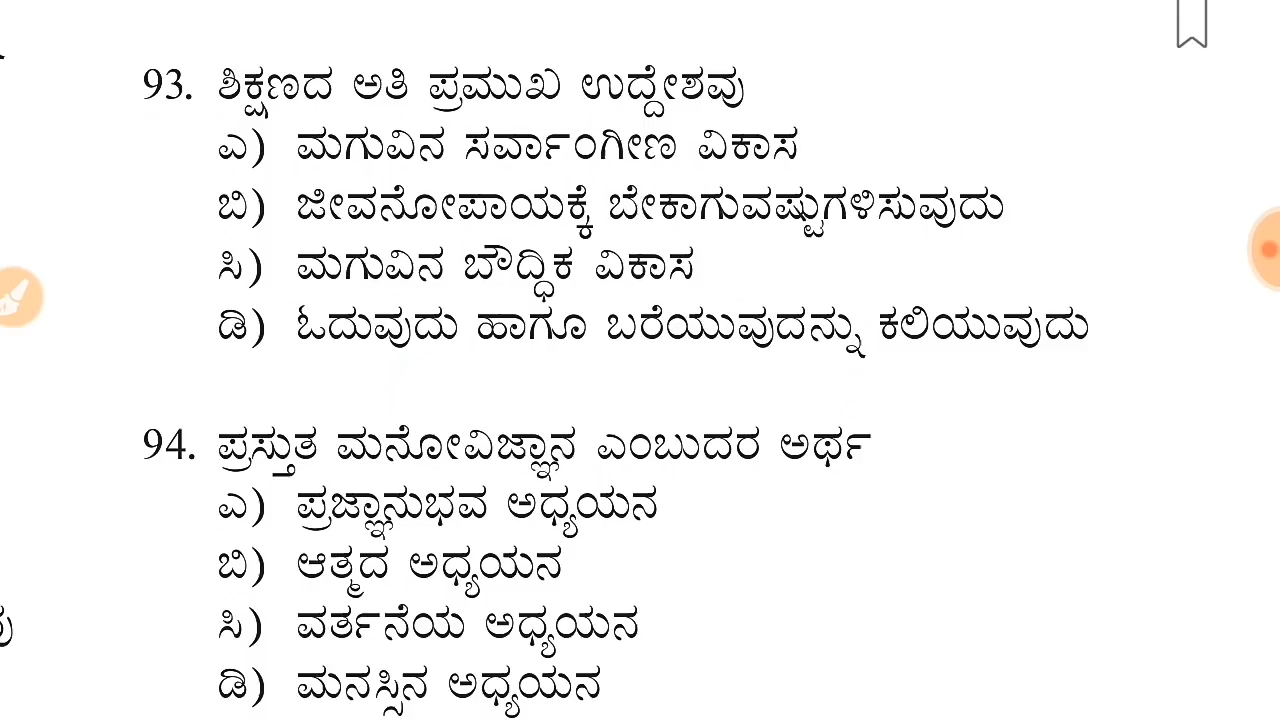 93. ಶಿಕ್ಷಣದ ಅತಿ ಪ್ರಮುಖ ಉದ್ದೇಶವು
ಎ) ಮಗುವಿನ ಸರ್ವಾಂಗೀಣ ವಿಕಾಸ
ಬಿ) ಜೀವನೋಪಾಯಕ್ಕೆ ಬೇಕಾಗುವಷ್ಟುಗಳಿಸುವುದು
ಸಿ) ಮಗುವಿನ ಬೌದ್ಧಿಕ ವಿಕಾಸ
ಡಿ) ಓದುವುದು ಹಾಗೂ ಬರೆಯುವುದನ್ನು ಕಲಿಯುವುದು
94. ಪ್ರಸ್ತುತ ಮನೋವಿಜ್ಞಾನ ಎಂಬುದರ ಅರ್ಥ
ಎ) ಪ್ರಜ್ಞಾನುಭವ ಅಧ್ಯಯನ
ಬಿ) ಆತ್ಮದ ಅಧ್ಯಯನ
ಸಿ) ವರ್ತನೆಯ ಅಧ್ಯಯನ
ಡಿ) ಮನಸ್ಸಿನ ಅಧ್ಯಯನ